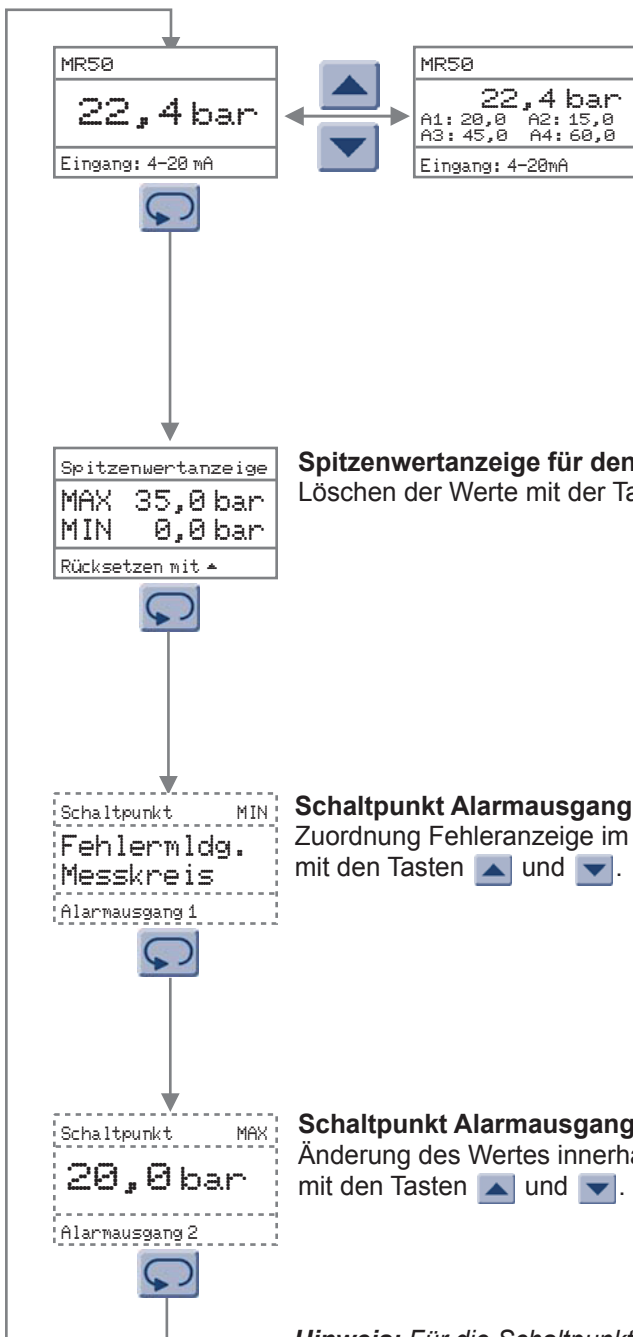 MR50
22,4 bar
Eingang: 4-20 mA
MR50
22,4 bar
A1: 20,0 A2: 15,0
A3: 45,0 A4: 60,0
Eingang: 4-20mA
Spitzenwertanzeige
MAX 35,0 bar
MIN 0,0 bar
Rücksetzen mit ▲
Spitzenwertanzeige für den
Löschen der Werte mit der
Schaltpunkt MIN
Fehlermldg.
Messkreis
Alarmausgang 1
Schaltpunkt Alarmausgang
Zuordnung Fehleranzeige im
mit den Tasten ▲ und ▼.
Schaltpunkt MAX
20,0 bar
Alarmausgang 2
Schaltpunkt Alarmausgang
Änderung des Wertes
mit den Tasten ▲ und ▼.
Hinweis: Für die